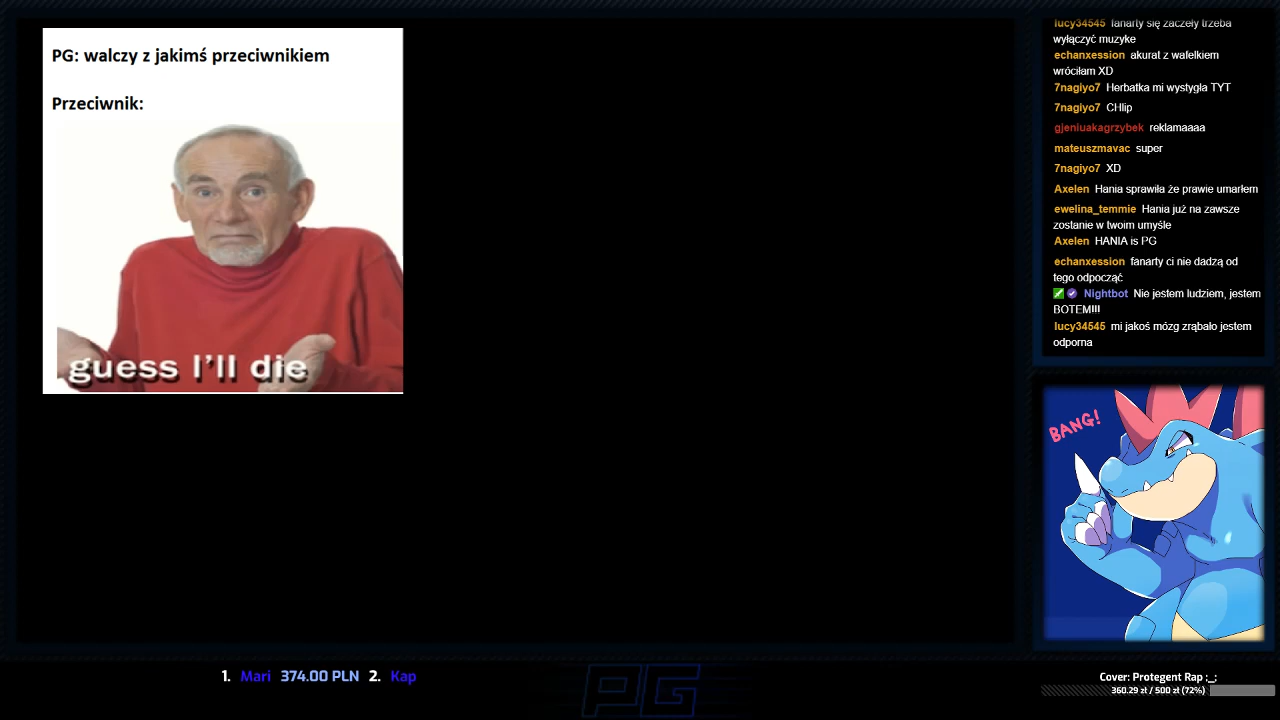 PG: walczy z jakimś przeciwnikiem
Przeciwnik:
guess I'll die
lucy34545 fanarty się zaczęły trzeba
wyłączyć muzyke
echanxession akurat z wafelkiem
wróciłam XD
7nagiyo7 Herbatka mi wystygła TYT
7nagiyo7 CHlip
gjeniuakagrzybek reklamaaaa
mateuszmavac super
7nagiyo7 XD
Axelen Hania sprawiła że prawie umarłem
ewelina_temmie Hania już na zawsze
zostanie w twoim umyśle
Axelen HANIA is PG
echanxession fanarty ci nie dadzą od
tego odpocząć
Nightbot Nie jestem ludziem, jestem
BOTEM!!!
lucy34545 mi jakoś mózg zrąbało jestem
odporna
BANG!
1. Mari 374.00 PLN 2. Kap
PG
Cover: Protegent Rap :_;
360.29 zł / 500 zł (72%)